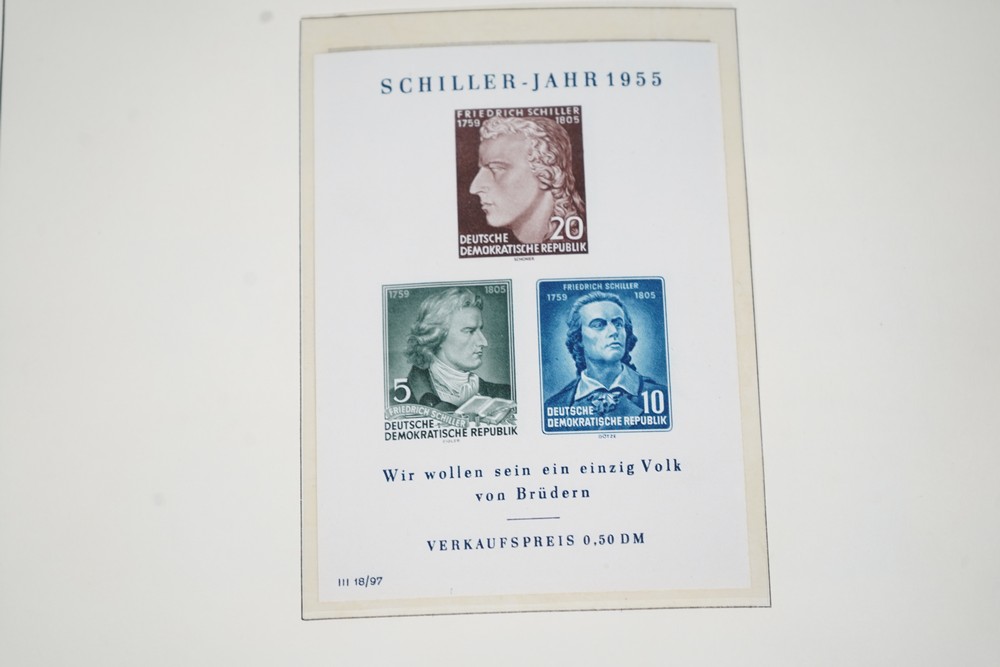 SCHILLER-JAHR 1955
FRIEDRICH SCHILLER
1759 1805
20
DEUTSCHE
DEMOKRATISCHE REPUBLIK
1759 1805
5
FRIEDRICH SCHILLER
DEUTSCHE
DEMOKRATISCHE REPUBLIK
FRIEDRICH SCHILLER
1759 1805
10
DEUTSCHE
DEMOKRATISCHE REPUBLIK
Wir wollen sein ein einzig Volk
von Brüdern
VERKAUFSPREIS 0,50 DM
III 18/97